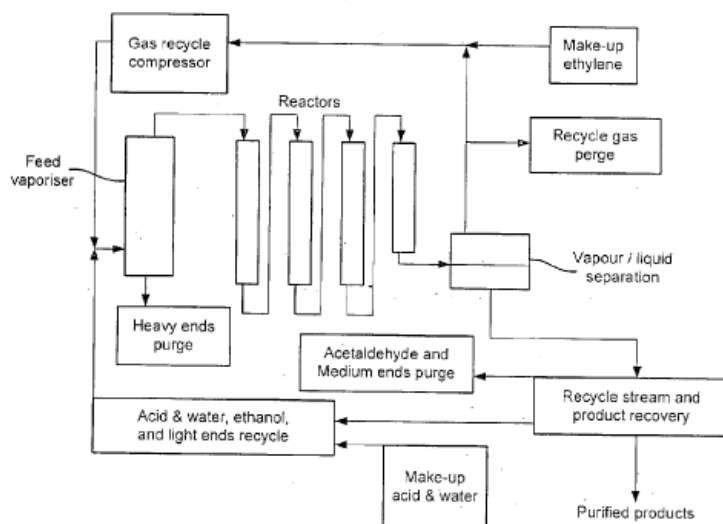 Gas recycle
compressor
Make-up
ethylene
Reactors
Recycle gas
perge
Feed
vaporiser
Vapour / liquid
separation
Heavy ends
purge
Acetaldehyde and
Medium ends purge
Recycle stream and
product recovery
Acid & water, ethanol,
and light ends recycle
Make-up
acid & water
Purified products